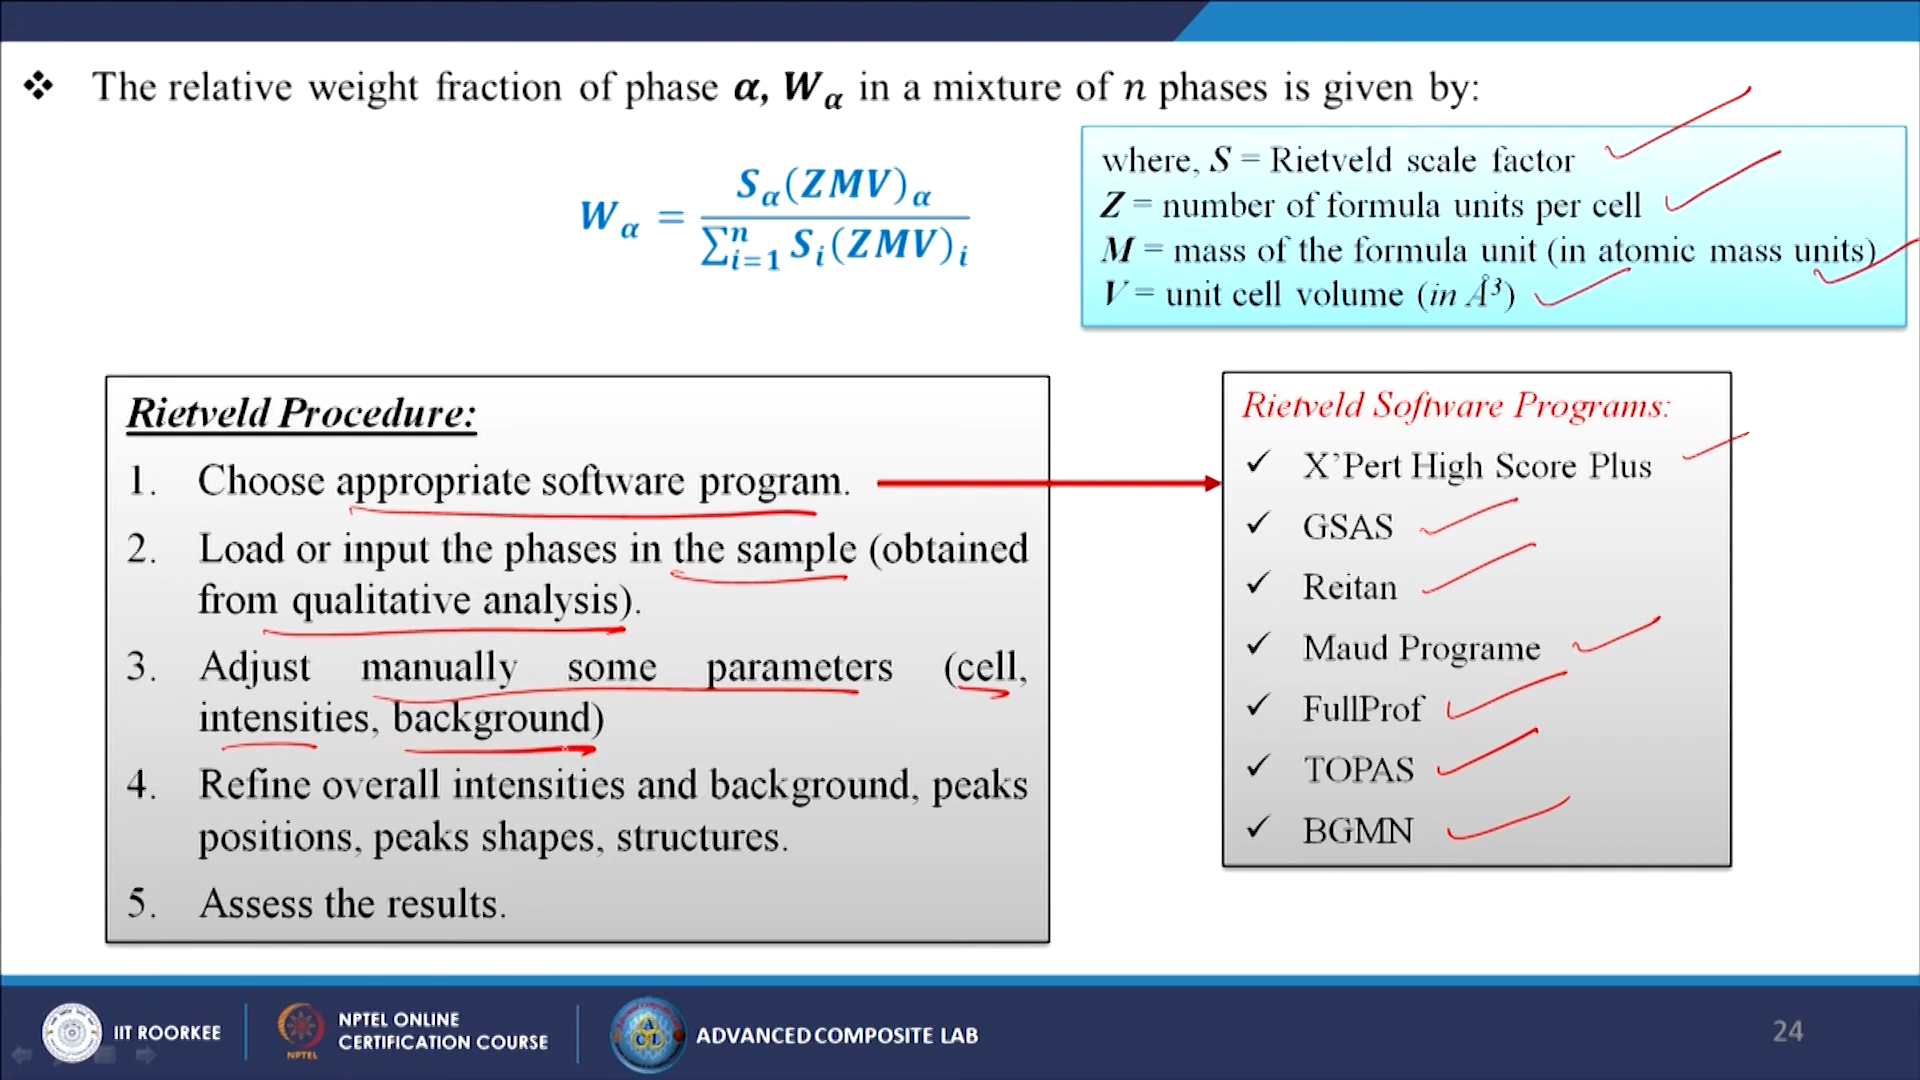 ❖ The relative weight fraction of phase α, Wα in a mixture of n phases is given by:
Wα = Sα(ZMV)α / ∑ⁿᵢ₌₁ Sᵢ(ZMV)ᵢ
where, S = Rietveld scale factor
Z = number of formula units per cell
M = mass of the formula unit (in atomic mass units)
V = unit cell volume (in Å³)
Rietveld Procedure:
1. Choose appropriate software program.
2. Load or input the phases in the sample (obtained
from qualitative analysis).
3. Adjust manually some parameters (cell,
intensities, background)
4. Refine overall intensities and background, peaks
positions, peaks shapes, structures.
5. Assess the results.
Rietveld Software Programs:
✓ X’Pert High Score Plus
✓ GSAS
✓ Reitan
✓ Maud Programe
✓ FullProf
✓ TOPAS
✓ BGMN
IIT ROORKEE
NPTEL
NPTEL ONLINE
CERTIFICATION COURSE
ACL
ADVANCED COMPOSITE LAB
24